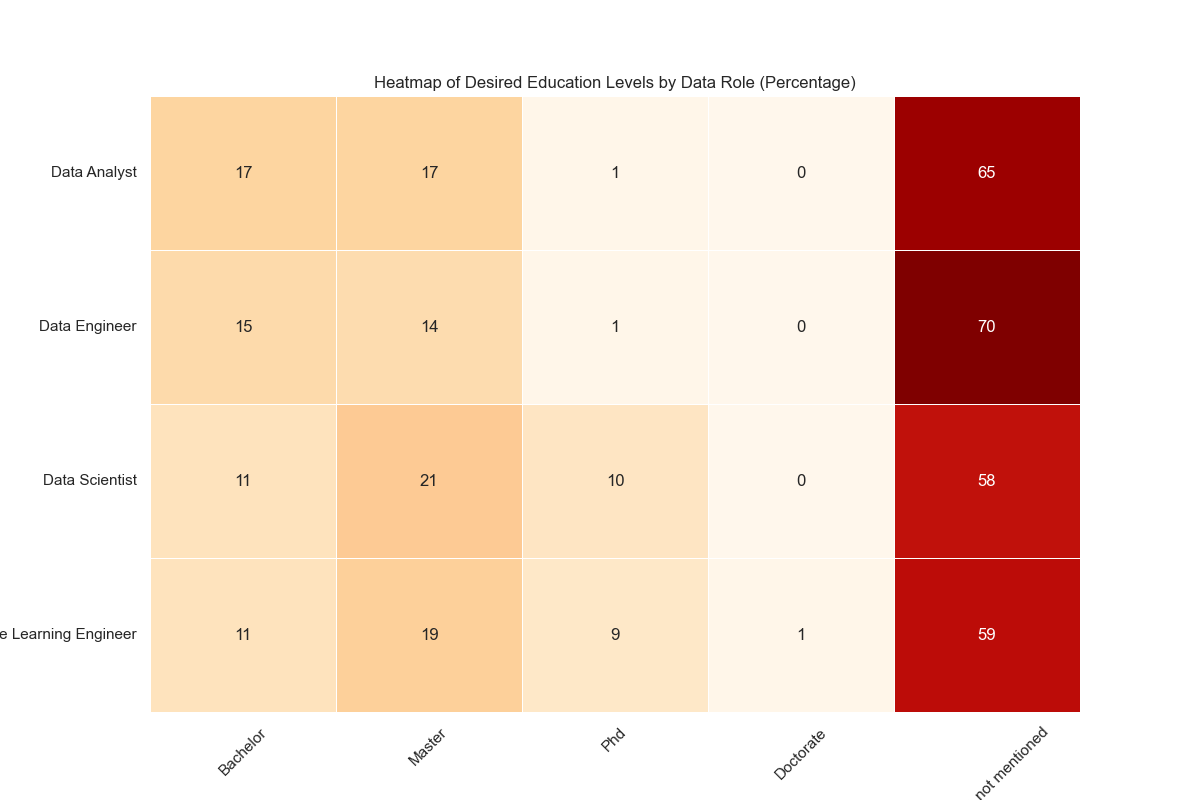 Heatmap of Desired Education Levels by Data Role (Percentage)
Data Analyst 17 17 1 0 65
Data Engineer 15 14 1 0 70
Data Scientist 11 21 10 0 58
e Learning Engineer 11 19 9 1 59
Bachelor Master Phd Doctorate not mentioned